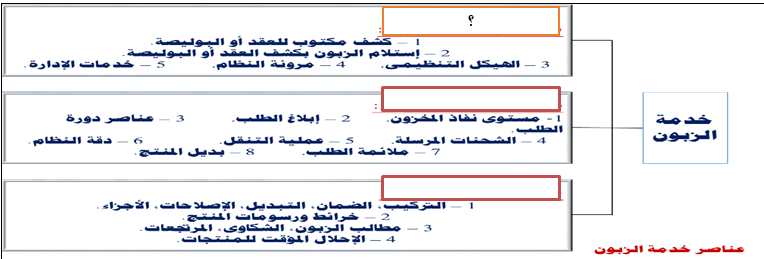 ؟
:
1 – كشف مكتوب للعقد أو البوليصة.
2 – إستلام الزبون بكشف العقد أو البوليصة.
3 – الهيكل التنظيمى. 4 – مرونة النظام. 5 – خدمات الإدارة.
:
1- مستوى نفاذ المخزون. 2 – إبلاغ الطلب. 3 – عناصر دورة
الطلب.
4 – الشحنات المرسلة. 5 – عملية التنقل. 6 – دقة النظام.
7 – ملائمة الطلب. 8 – بديل المنتج.
1 – التركيب، الضمان، التبديل، الإصلاحات، الأجزاء.
2 – خرائط ورسومات المنتج.
3 – مطالب الزبون، الشكاوى، المرتجعات.
4 – الإحلال المؤقت للمنتجات.
خدمة
الزبون
عناصر خدمة الزبون